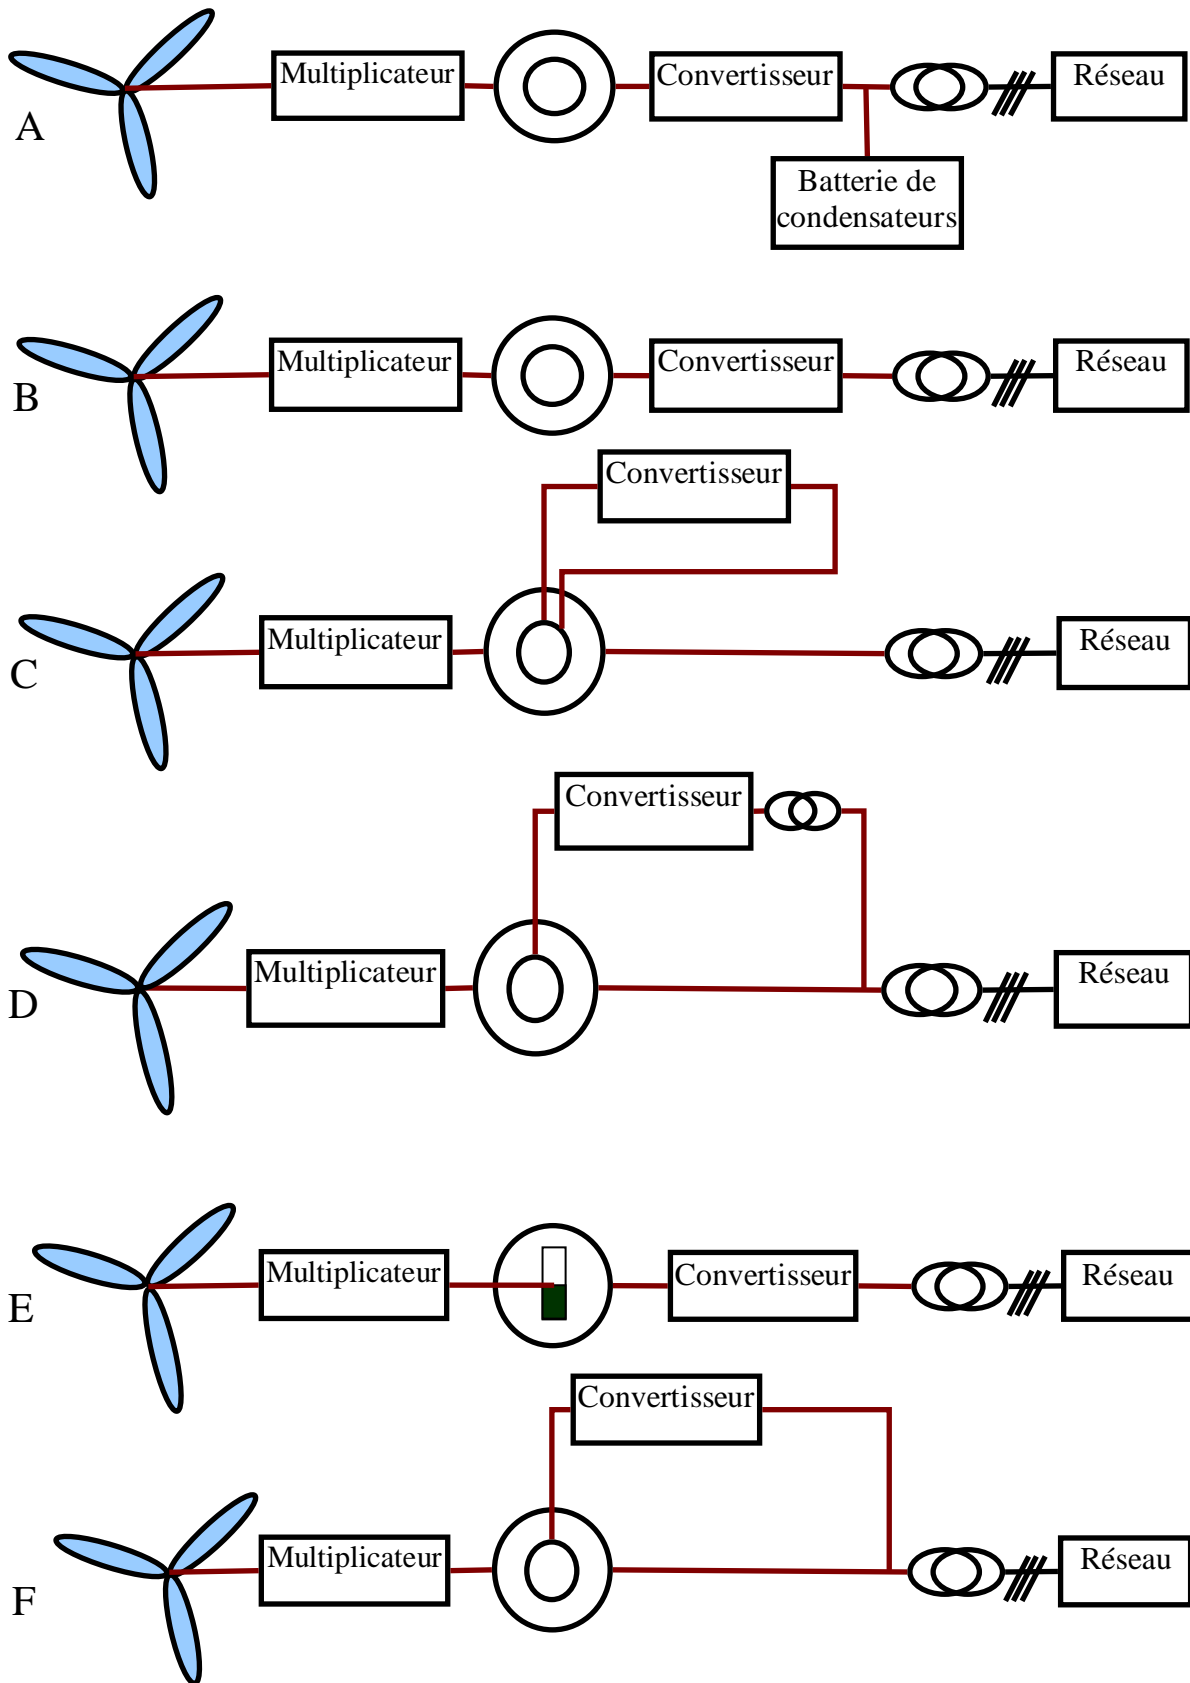 A
Multiplicateur
Convertisseur
Réseau
Batterie de
condensateurs
B
Multiplicateur
Convertisseur
Réseau
Convertisseur
C
Multiplicateur
Réseau
Convertisseur
D
Multiplicateur
Réseau
E
Multiplicateur
Convertisseur
Réseau
Convertisseur
F
Multiplicateur
Réseau